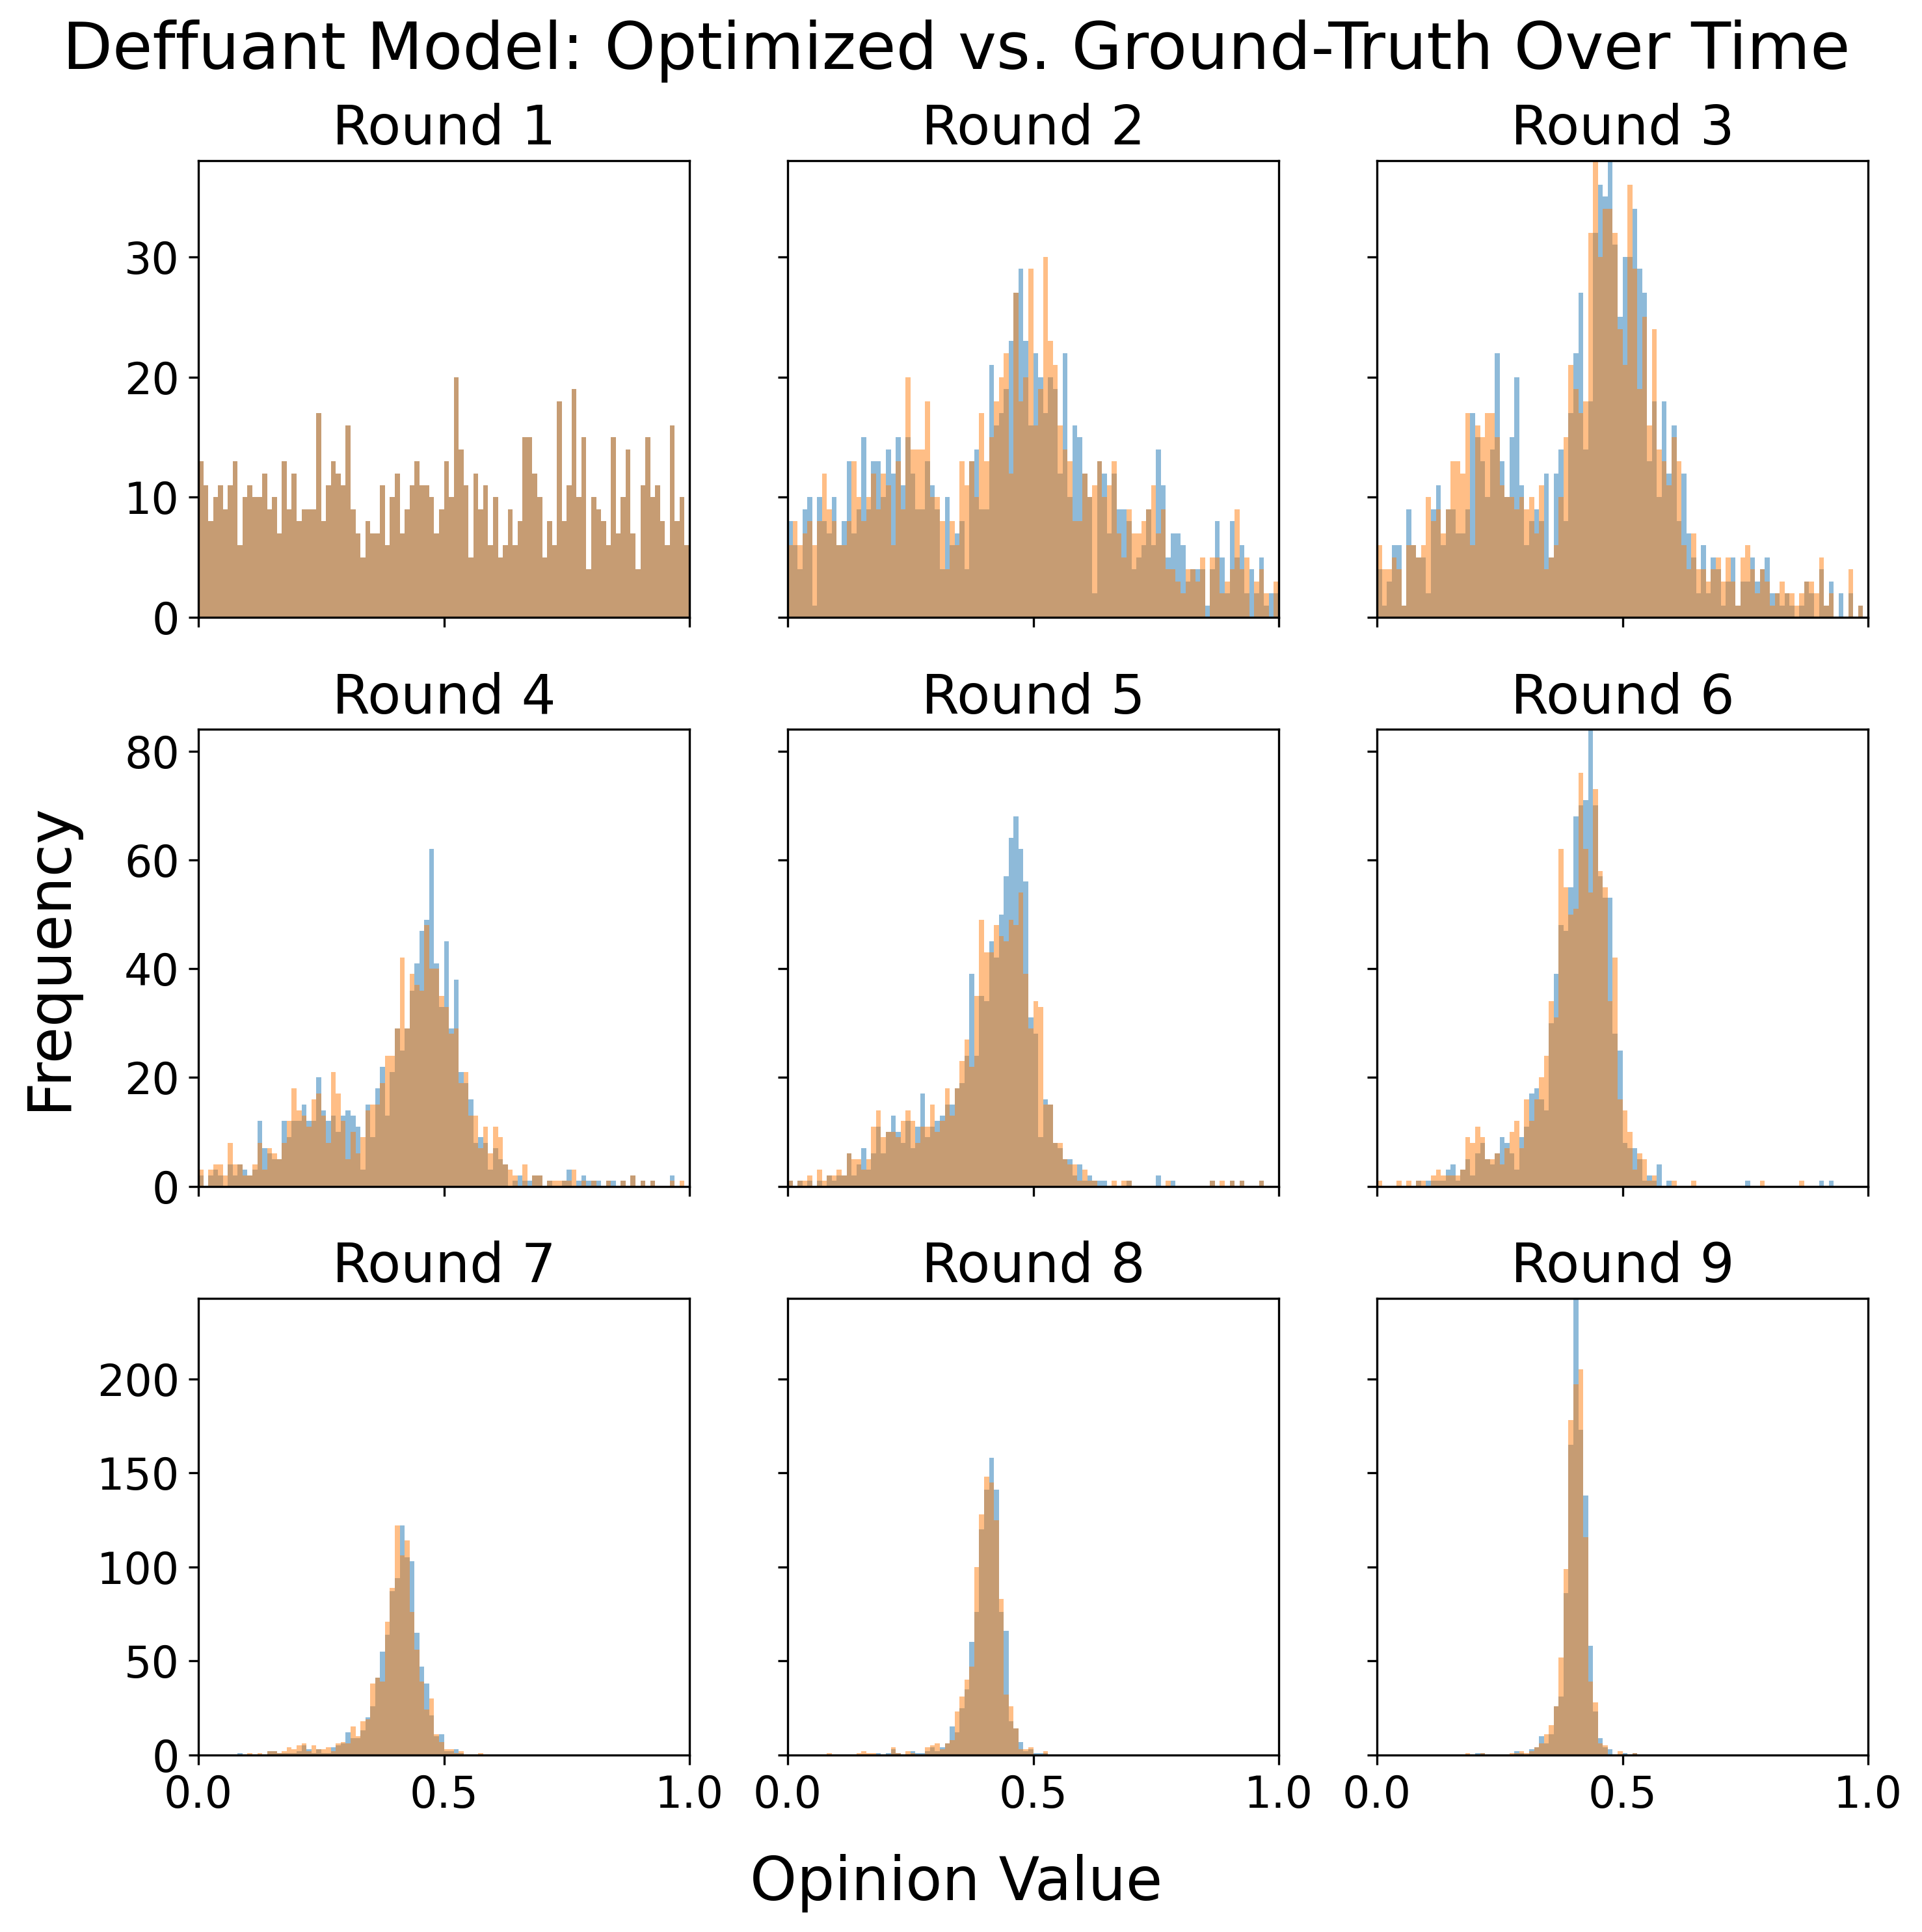 Deffuant Model: Optimized vs. Ground-Truth Over Time
Round 1
Round 2
Round 3
30
20
10
0
Round 4
Round 5
Round 6
80
60
40
20
0
Frequency
Round 7
Round 8
Round 9
200
150
100
50
0
0.0 0.5 1.0
0.0 0.5 1.0
0.0 0.5 1.0
Opinion Value